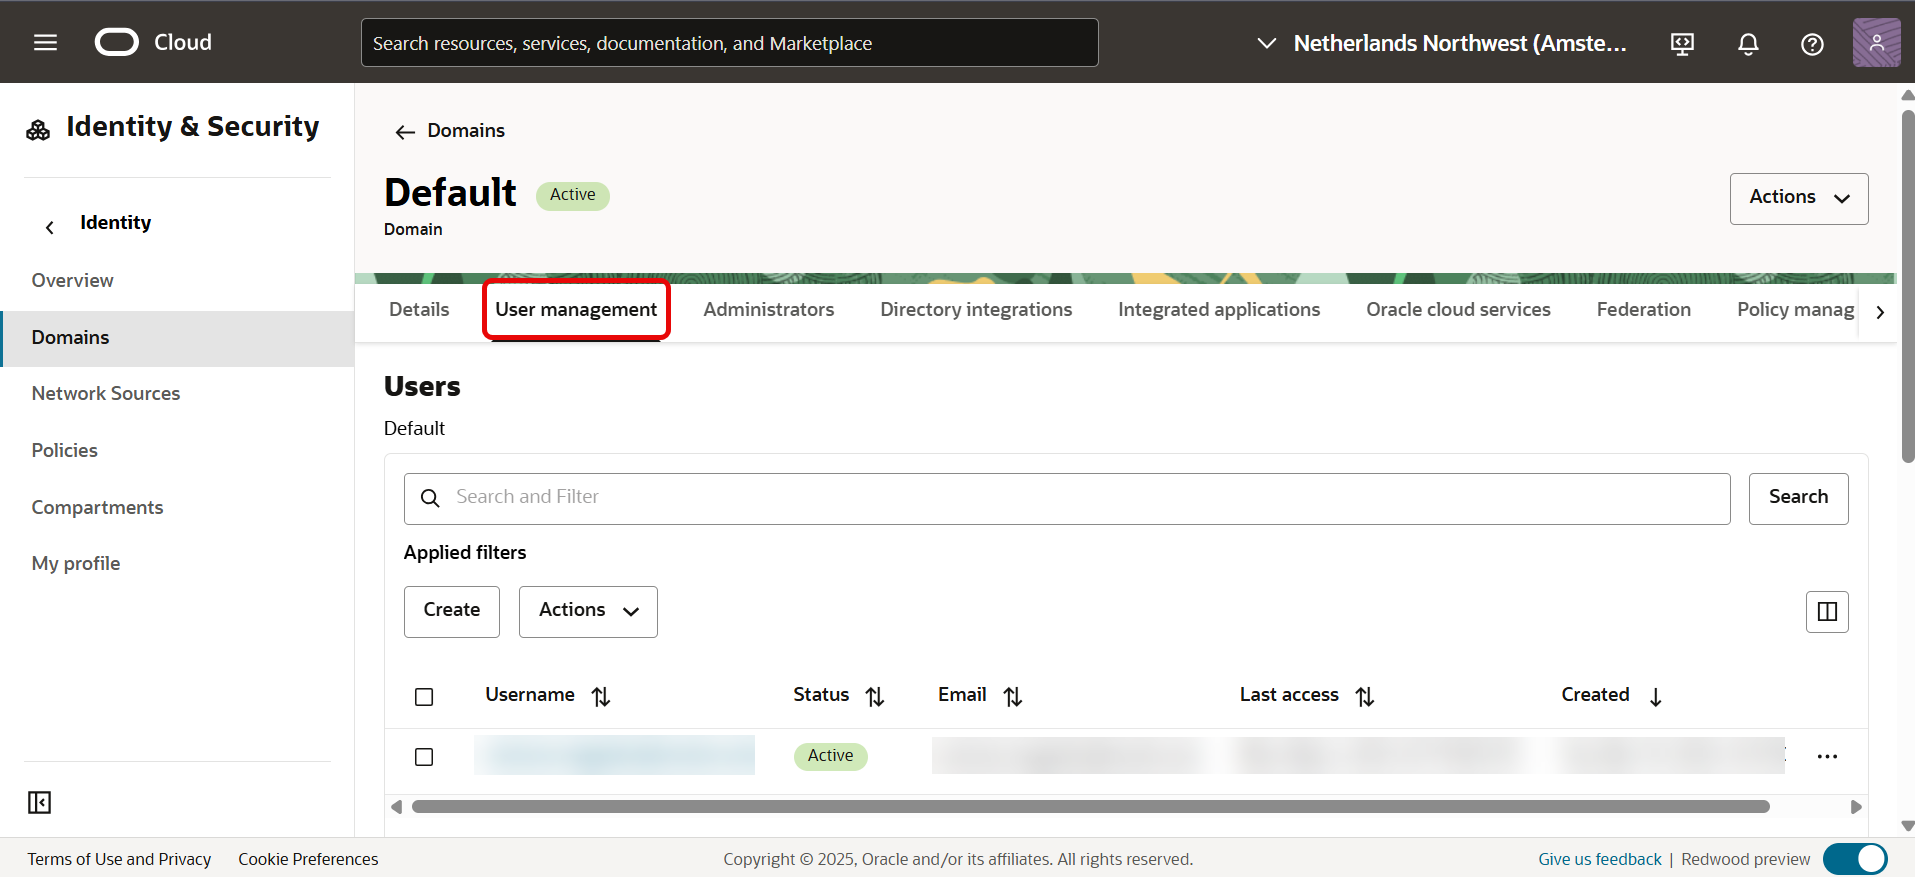 Cloud
Search resources, services, documentation, and Marketplace
Netherlands Northwest (Amste...
Identity & Security
Identity
Overview
Domains
Network Sources
Policies
Compartments
My profile
Domains
Default Active
Domain
Actions
Details User management Administrators Directory integrations Integrated applications Oracle cloud services Federation Policy manag
Users
Default
Search and Filter
Search
Applied filters
Create Actions
Username Status Email Last access Created
Active
Terms of Use and Privacy Cookie Preferences
Copyright © 2025, Oracle and/or its affiliates. All rights reserved.
Give us feedback | Redwood preview